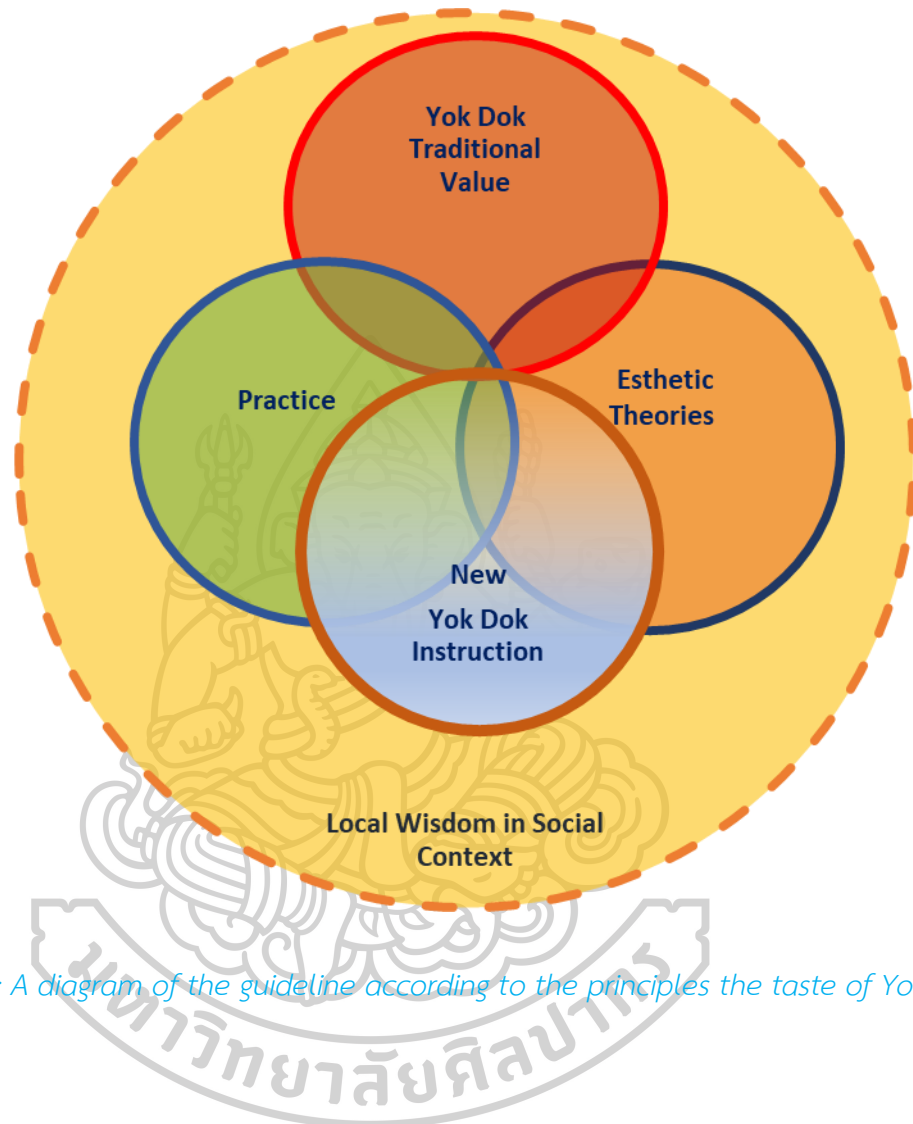 Yok Dok
Traditional
Value
Practice
Esthetic
Theories
New
Yok Dok
Instruction
Local Wisdom in Social
Context
: A diagram of the guideline according to the principles the taste of Yo
มหาวิทยาลัยศิลปากร